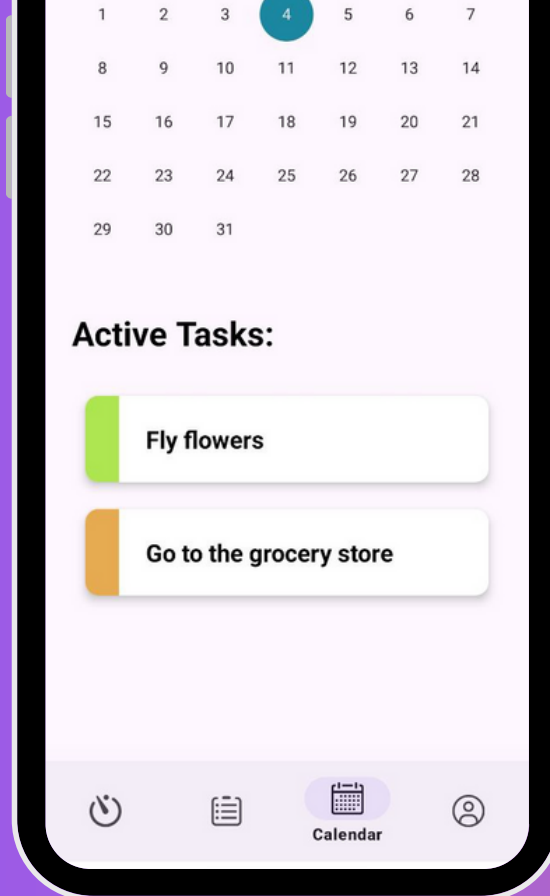 1 2 3 4 5 6 7
8 9 10 11 12 13 14
15 16 17 18 19 20 21
22 23 24 25 26 27 28
29 30 31
Active Tasks:
Fly flowers
Go to the grocery store
Calendar